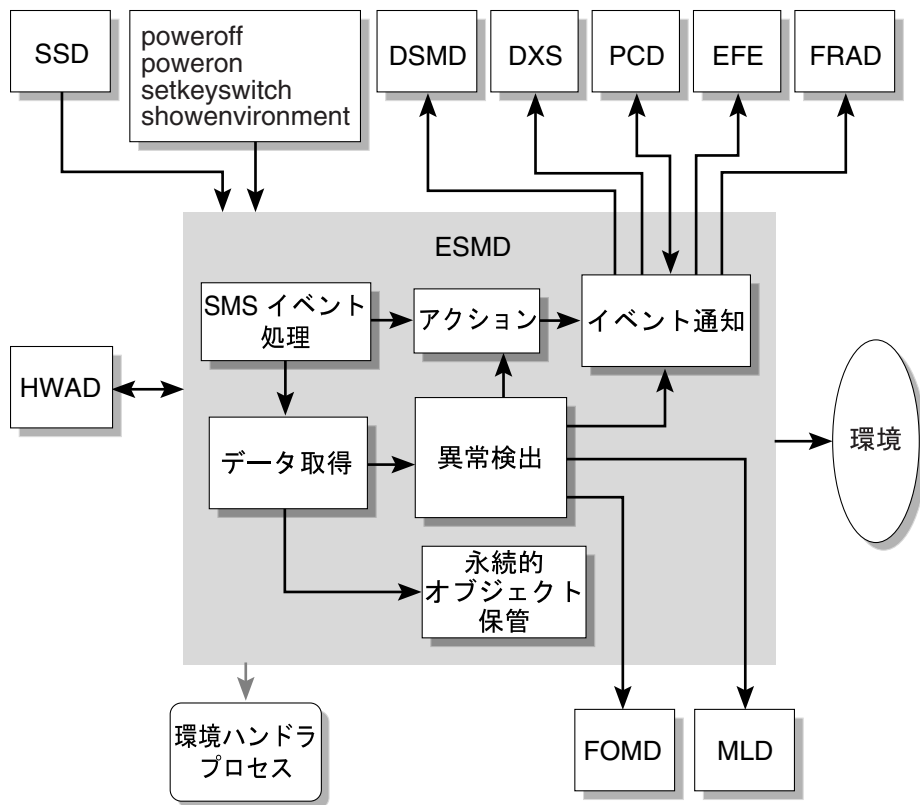 SSD
poweroff
poweron
setkeyswitch
showenvironment
DSMD
DXS
PCD
EFE
FRAD
ESMD
SMS イベント
処理
アクション
イベント通知
HWAD
データ取得
異常検出
環境
永続的
オブジェクト
保管
環境ハンドラ
プロセス
FOMD
MLD